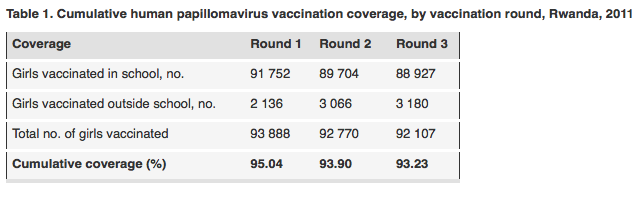 Table 1. Cumulative human papillomavirus vaccination coverage, by vaccination round, Rwanda, 2011
Coverage Round 1 Round 2 Round 3
Girls vaccinated in school, no. 91 752 89 704 88 927
Girls vaccinated outside school, no. 2 136 3 066 3 180
Total no. of girls vaccinated 93 888 92 770 92 107
Cumulative coverage (%) 95.04 93.90 93.23